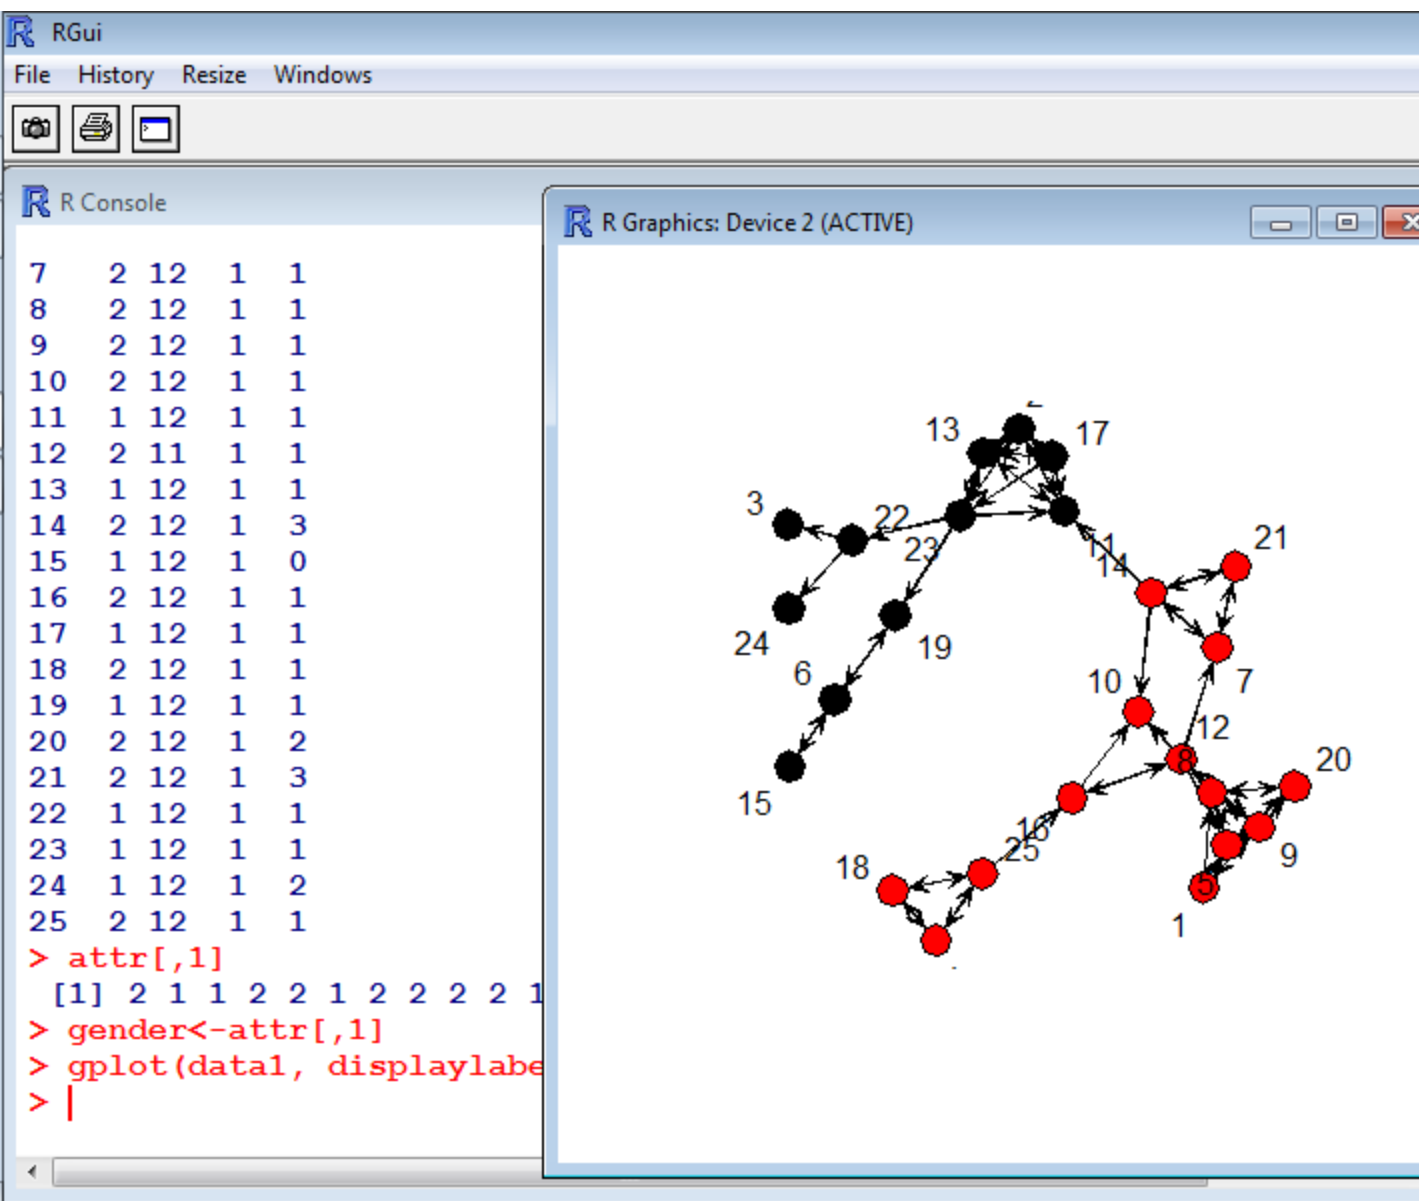 RGui
File History Resize Windows
R Console
7 2 12 1 1
8 2 12 1 1
9 2 12 1 1
10 2 12 1 1
11 1 12 1 1
12 2 11 1 1
13 1 12 1 1
14 2 12 1 3
15 1 12 1 0
16 2 12 1 1
17 1 12 1 1
18 2 12 1 1
19 1 12 1 1
20 2 12 1 2
21 2 12 1 3
22 1 12 1 1
23 1 12 1 1
24 1 12 1 2
25 2 12 1 1
> attr[,1]
[1] 2 1 1 2 2 1 2 2 2 2 1
> gender<-attr[,1]
> gplot(data1, displaylabe
>
R Graphics: Device 2 (ACTIVE)
13
17
3
22
23
11
14
21
24
19
6
10
7
12
8
20
15
16
25
9
18
5
1